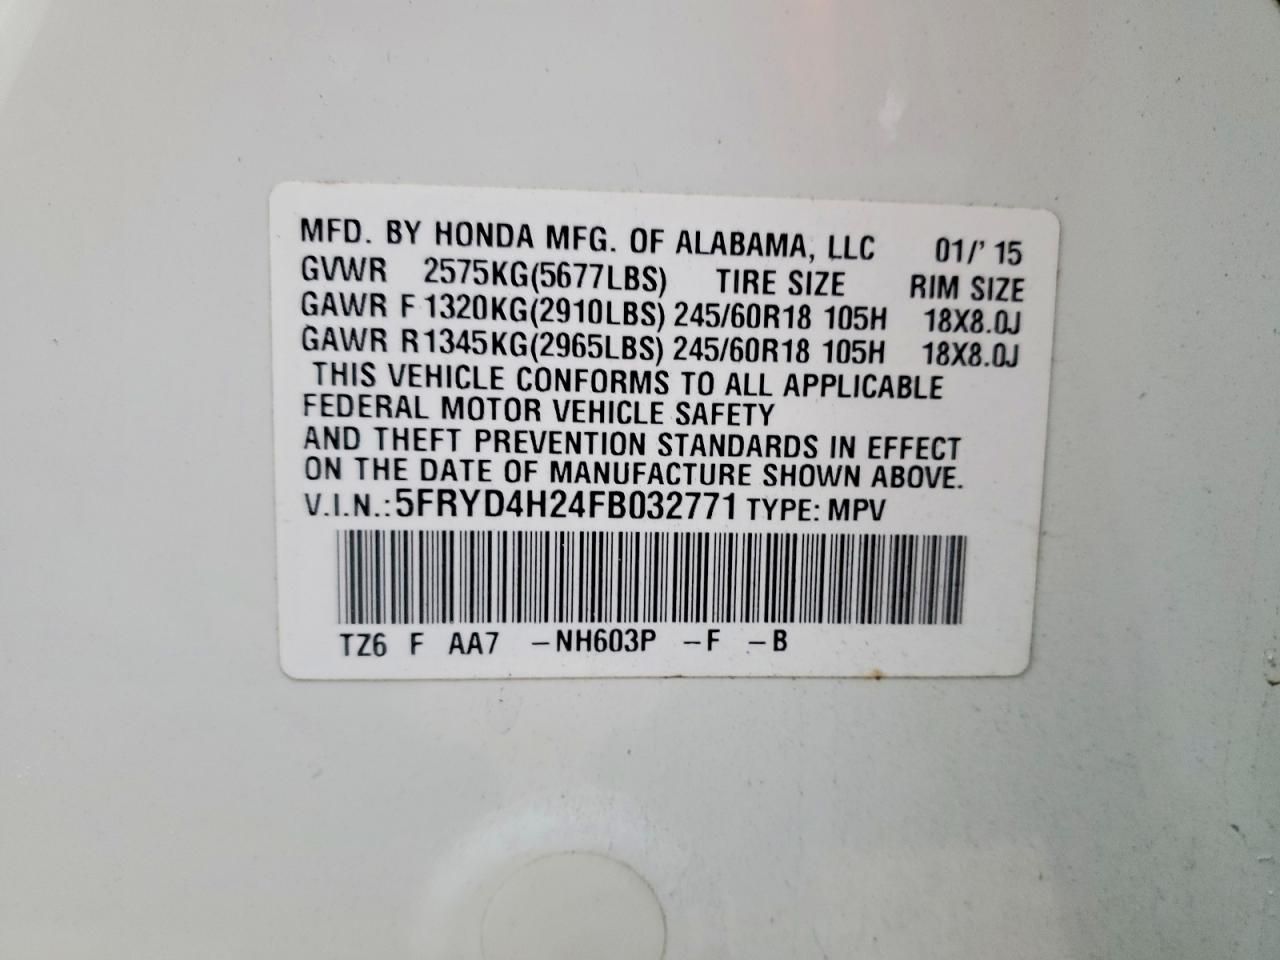 MFD. BY HONDA MFG. OF ALABAMA, LLC 01/' 15
GVWR 2575KG(5677LBS) TIRE SIZE RIM SIZE
GAWR F 1320KG(2910LBS) 245/60R18 105H 18X8.0J
GAWR R 1345KG(2965LBS) 245/60R18 105H 18X8.0J
THIS VEHICLE CONFORMS TO ALL APPLICABLE
FEDERAL MOTOR VEHICLE SAFETY
AND THEFT PREVENTION STANDARDS IN EFFECT
ON THE DATE OF MANUFACTURE SHOWN ABOVE.
V.I.N.: 5FRYD4H24FB032771 TYPE: MPV
TZ6 F AA7 –NH603P –F –B